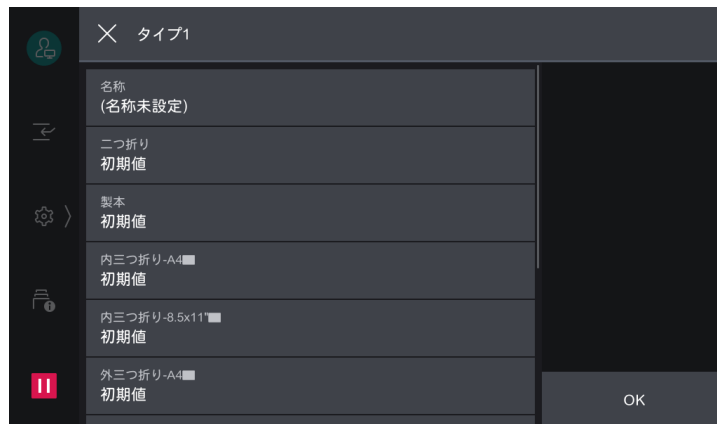 タイプ1
名称
(名称未設定)
二つ折り
初期値
製本
初期値
内三つ折り-A4
初期値
内三つ折り-8.5x11"
初期値
外三つ折り-A4
初期値
OK